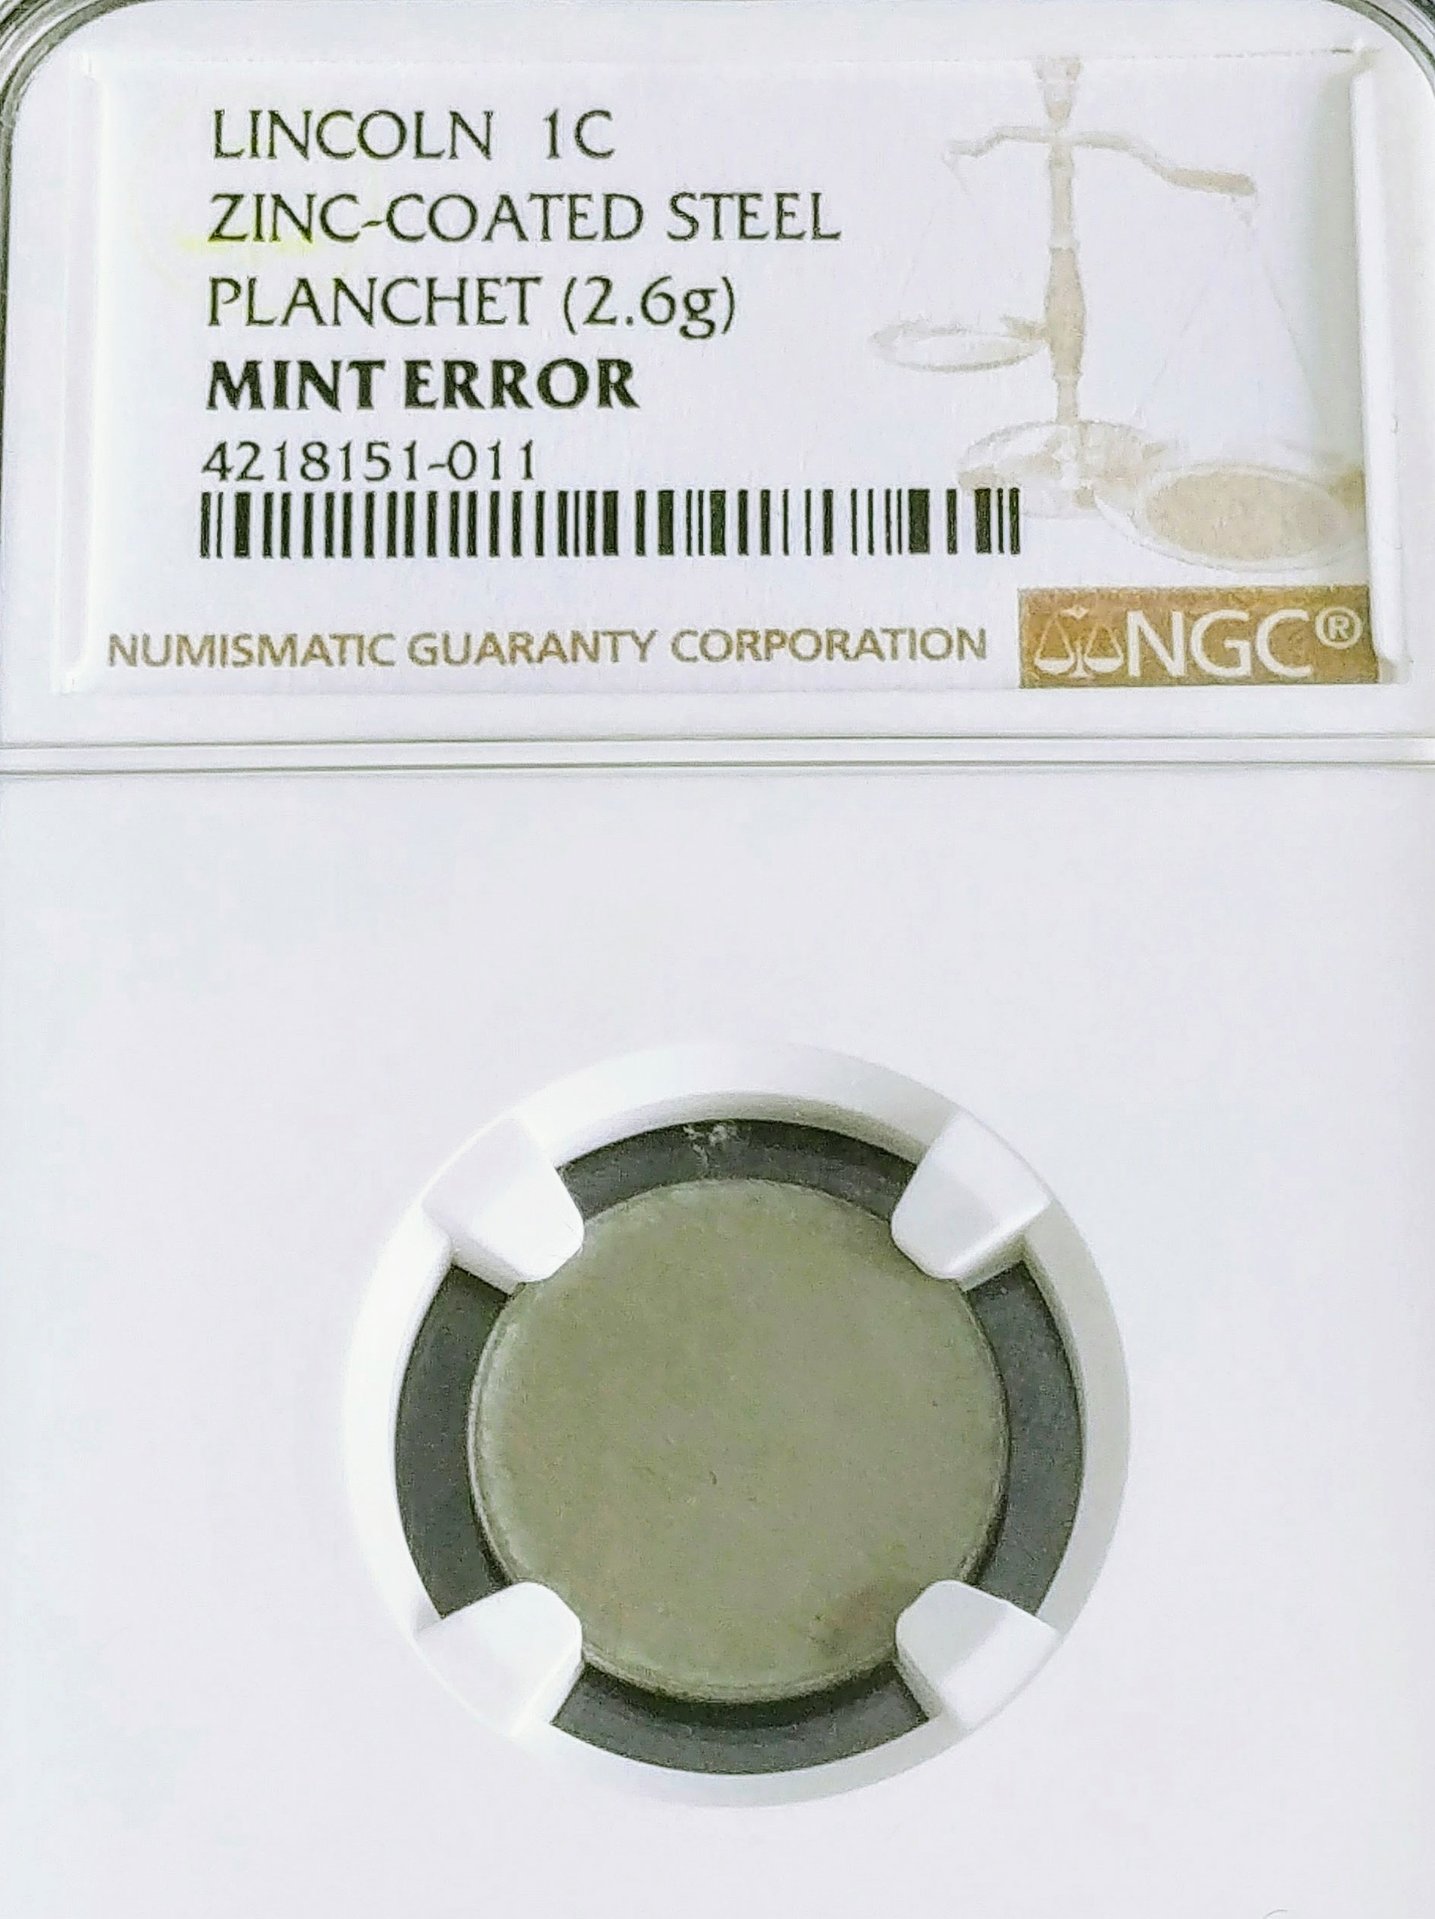 LINCOLN 1C
ZINC-COATED STEEL
PLANCHET (2.6g)
MINT ERROR
4218151-011
NUMISMATIC GUARANTY CORPORATION NGC®